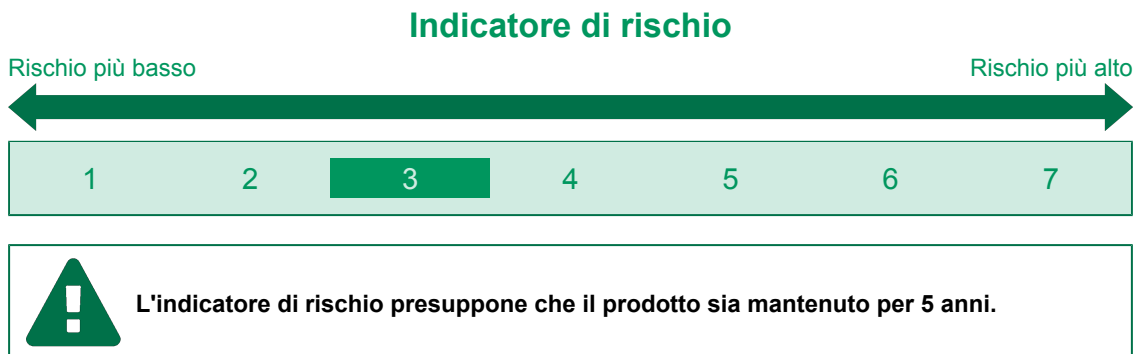 Indicatore di rischio
Rischio più basso Rischio più alto
1 2 3 4 5 6 7
L'indicatore di rischio presuppone che il prodotto sia mantenuto per 5 anni.